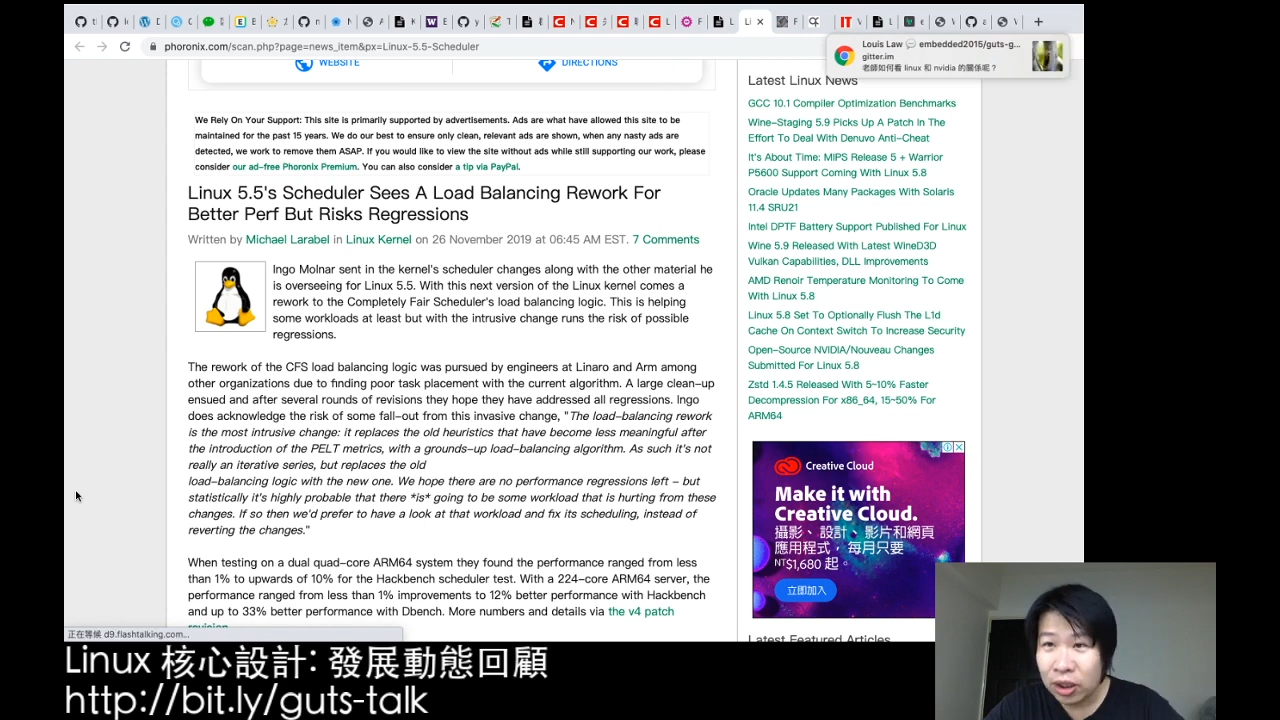 phoronix.com/scan.php?page=news_item&px=Linux-5.5-Scheduler
Louis Law 💬 embedded2015/guts-g...
gitter.im
老師如何看 linux 和 nvidia 的關係呢？
WEBSITE
DIRECTIONS
We Rely On Your Support: This site is primarily supported by advertisements. Ads are what have allowed this site to be
maintained for the past 15 years. We do our best to ensure only clean, relevant ads are shown, when any nasty ads are
detected, we work to remove them ASAP. If you would like to view the site without ads while still supporting our work, please
consider our ad-free Phoronix Premium. You can also consider a tip via PayPal.
Linux 5.5's Scheduler Sees A Load Balancing Rework For
Better Perf But Risks Regressions
Written by Michael Larabel in Linux Kernel on 26 November 2019 at 06:45 AM EST. 7 Comments
Ingo Molnar sent in the kernel's scheduler changes along with the other material he
is overseeing for Linux 5.5. With this next version of the Linux kernel comes a
rework to the Completely Fair Scheduler's load balancing logic. This is helping
some workloads at least but with the intrusive change runs the risk of possible
regressions.
The rework of the CFS load balancing logic was pursued by engineers at Linaro and Arm among
other organizations due to finding poor task placement with the current algorithm. A large clean-up
ensued and after several rounds of revisions they hope they have addressed all regressions. Ingo
does acknowledge the risk of some fall-out from this invasive change, "The load-balancing rework
is the most intrusive change: it replaces the old heuristics that have become less meaningful after
the introduction of the PELT metrics, with a grounds-up load-balancing algorithm. As such it's not
really an iterative series, but replaces the old
load-balancing logic with the new one. We hope there are no performance regressions left - but
statistically it's highly probable that there *is* going to be some workload that is hurting from these
changes. If so then we'd prefer to have a look at that workload and fix its scheduling, instead of
reverting the changes."
When testing on a dual quad-core ARM64 system they found the performance ranged from less
than 1% to upwards of 10% for the Hackbench scheduler test. With a 224-core ARM64 server, the
performance ranged from less than 1% improvements to 12% better performance with Hackbench
and up to 33% better performance with Dbench. More numbers and details via the v4 patch
revision.
Latest Linux News
GCC 10.1 Compiler Optimization Benchmarks
Wine-Staging 5.9 Picks Up A Patch In The
Effort To Deal With Denuvo Anti-Cheat
It's About Time: MIPS Release 5 + Warrior
P5600 Support Coming With Linux 5.8
Oracle Updates Many Packages With Solaris
11.4 SRU21
Intel DPTF Battery Support Published For Linux
Wine 5.9 Released With Latest WineD3D
Vulkan Capabilities, DLL Improvements
AMD Renoir Temperature Monitoring To Come
With Linux 5.8
Linux 5.8 Set To Optionally Flush The L1d
Cache On Context Switch To Increase Security
Open-Source NVIDIA/Nouveau Changes
Submitted For Linux 5.8
Zstd 1.4.5 Released With 5~10% Faster
Decompression For x86_64, 15~50% For
ARM64
Creative Cloud
Make it with
Creative Cloud.
攝影、設計、影片和網頁
應用程式，每月只要
NT$1,680 起。
立即加入
Latest Featured Articles
正在等候 d9.flashtalking.com...
Linux 核心設計: 發展動態回顧
http://bit.ly/guts-talk